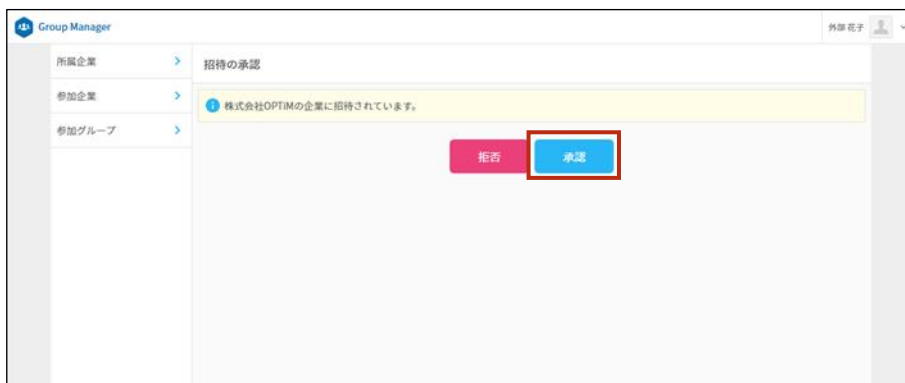 Group Manager
外部 花子
所属企業
招待の承認
参加企業
株式会社OPTiMの企業に招待されています。
参加グループ
拒否
承認